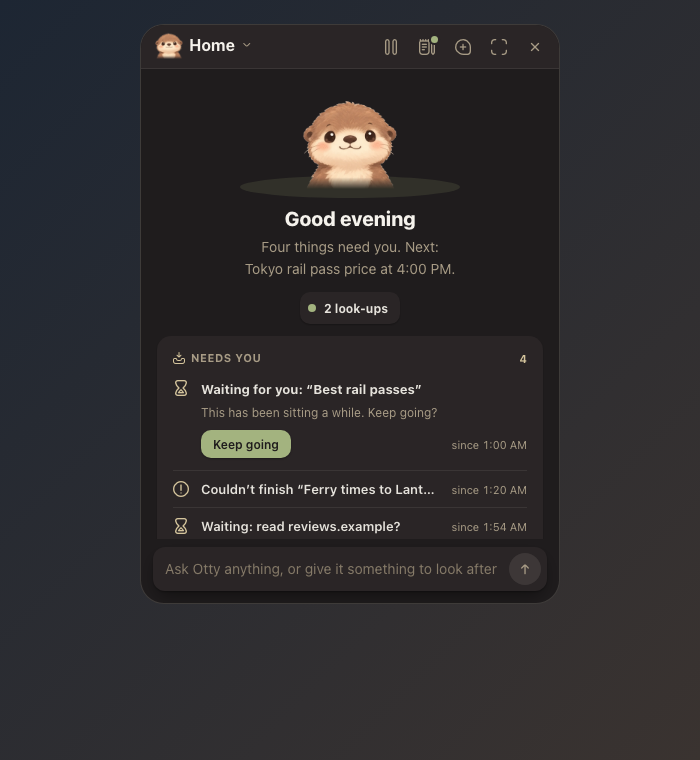 Home
Good evening
Four things need you. Next:
Tokyo rail pass price at 4:00 PM.
2 look-ups
NEEDS YOU 4
Waiting for you: “Best rail passes”
This has been sitting a while. Keep going?
Keep going since 1:00 AM
Couldn’t finish “Ferry times to Lant… since 1:20 AM
Waiting: read reviews.example? since 1:54 AM
Ask Otty anything, or give it something to look after